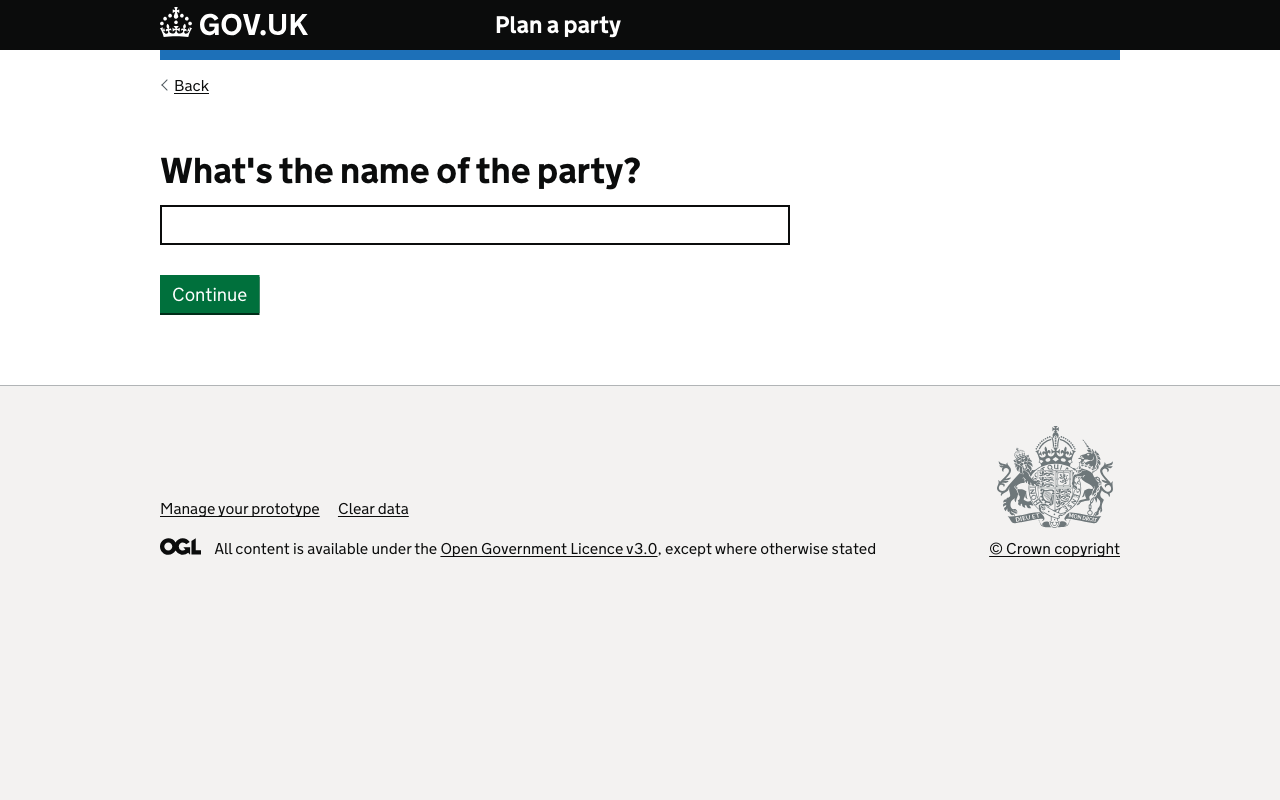 GOV.UK
Plan a party
Back
What's the name of the party?
Continue
Manage your prototype Clear data
OGL All content is available under the Open Government Licence v3.0, except where otherwise stated
© Crown copyright